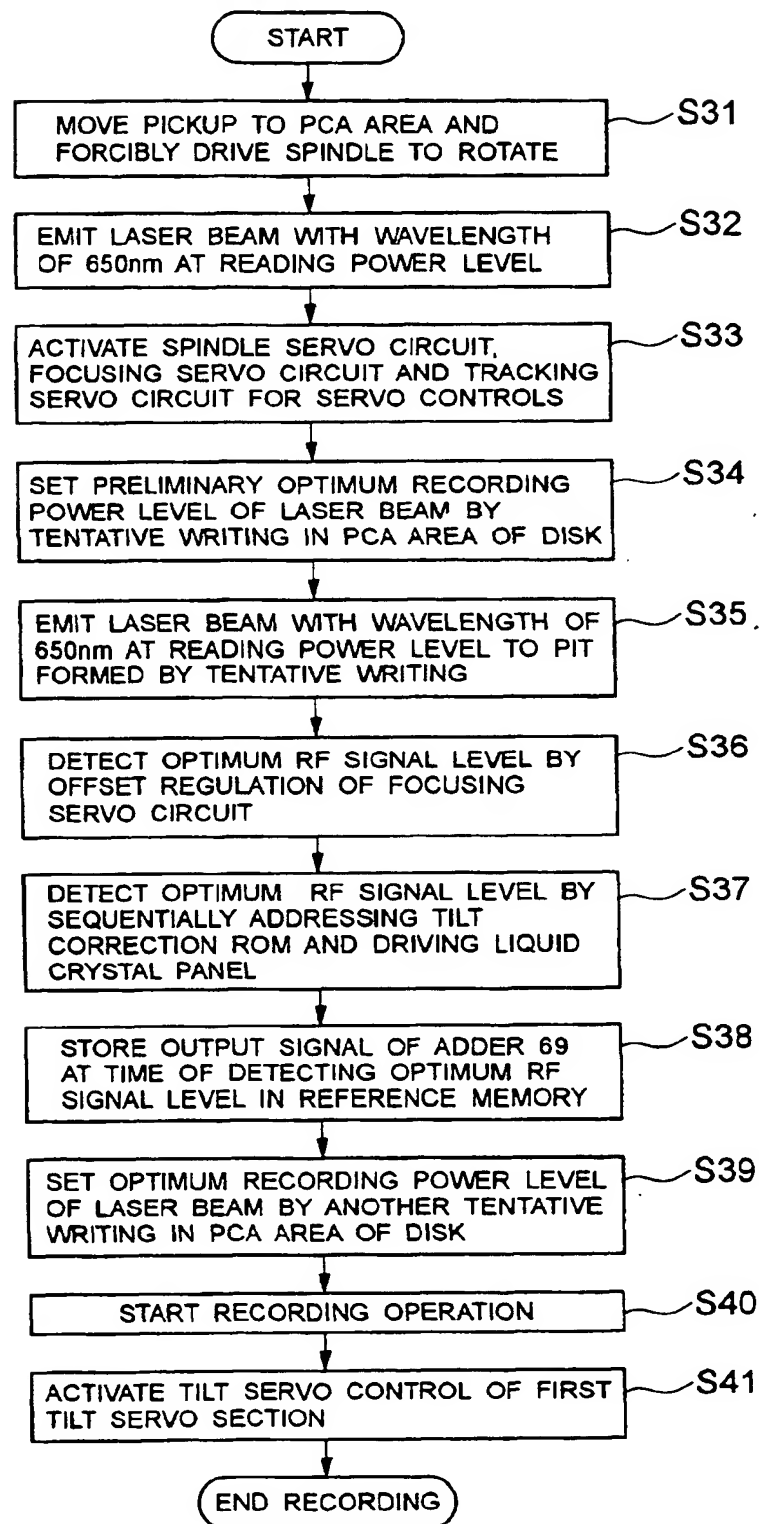 START
MOVE PICKUP TO PCA AREA AND
FORCIBLY DRIVE SPINDLE TO ROTATE
S31
EMIT LASER BEAM WITH WAVELENGTH
OF 650nm AT READING POWER LEVEL
S32
ACTIVATE SPINDLE SERVO CIRCUIT,
FOCUSING SERVO CIRCUIT AND TRACKING
SERVO CIRCUIT FOR SERVO CONTROLS
S33
SET PRELIMINARY OPTIMUM RECORDING
POWER LEVEL OF LASER BEAM BY
TENTATIVE WRITING IN PCA AREA OF DISK
S34
EMIT LASER BEAM WITH WAVELENGTH OF
650nm AT READING POWER LEVEL TO PIT
FORMED BY TENTATIVE WRITING
S35
DETECT OPTIMUM RF SIGNAL LEVEL BY
OFFSET REGULATION OF FOCUSING
SERVO CIRCUIT
S36
DETECT OPTIMUM RF SIGNAL LEVEL BY
SEQUENTIALLY ADDRESSING TILT
CORRECTION ROM AND DRIVING LIQUID
CRYSTAL PANEL
S37
STORE OUTPUT SIGNAL OF ADDER 69
AT TIME OF DETECTING OPTIMUM RF
SIGNAL LEVEL IN REFERENCE MEMORY
S38
SET OPTIMUM RECORDING POWER LEVEL
OF LASER BEAM BY ANOTHER TENTATIVE
WRITING IN PCA AREA OF DISK
S39
START RECORDING OPERATION
S40
ACTIVATE TILT SERVO CONTROL OF FIRST
TILT SERVO SECTION
S41
END RECORDING